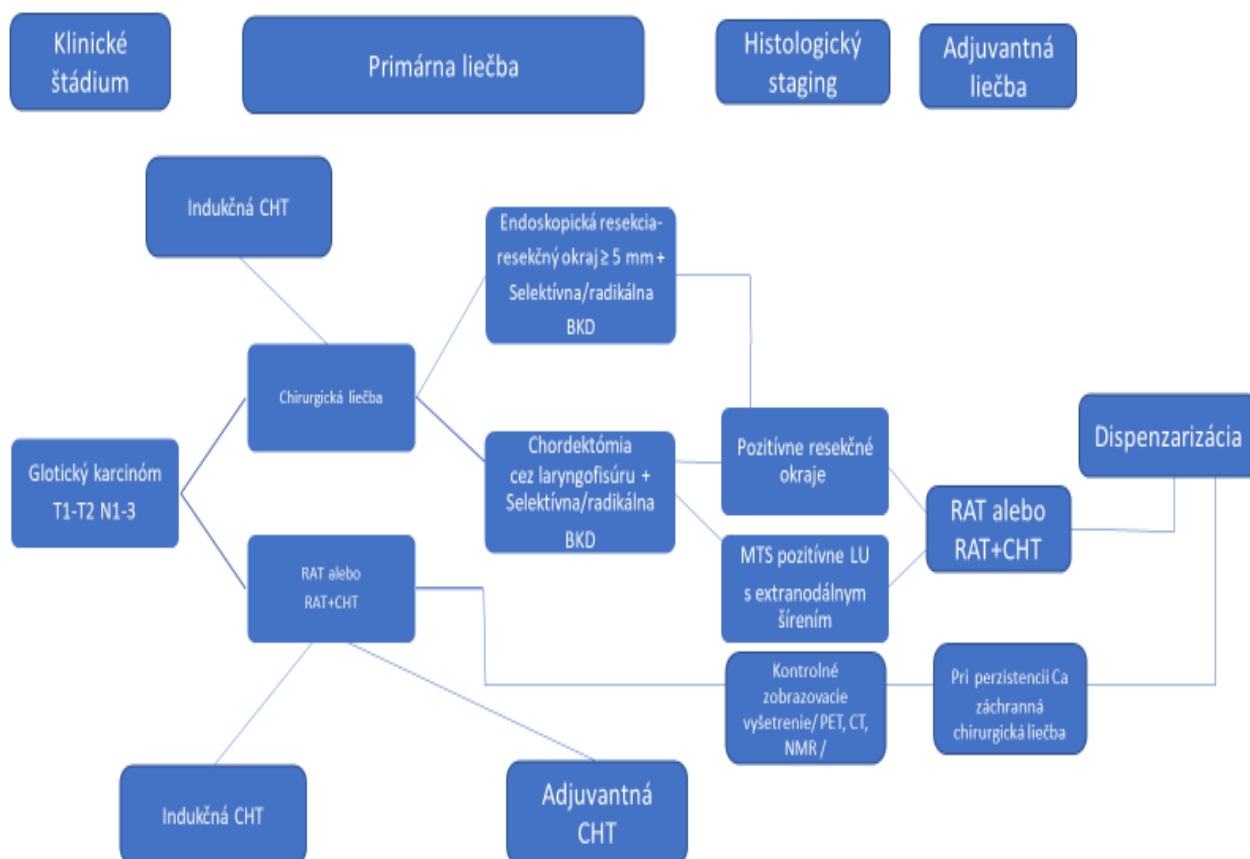 Klinické
štádium
Primárna liečba
Histologický
staging
Adjuvantná
liečba
Indukčná CHT
Endoskopická resekcia-
resekčný okraj ≥ 5 mm +
Selektívna/radikálna
BKD
Chirurgická liečba
Glotický karcinóm
T1-T2 N1-3
Chordektómia
cez laryngofisúru +
Selektívna/radikálna
BKD
Pozitívne resekčné
okraje
Dispenzarizácia
RAT alebo
RAT+CHT
MTS pozitívne LU
s extranodálnym
šírením
RAT alebo
RAT+CHT
Kontrolné
zobrazovacie
vyšetrenie/ PET, CT,
NMR /
Pri perzistencii Ca
záchranná
chirurgická liečba
Indukčná CHT
Adjuvantná
CHT